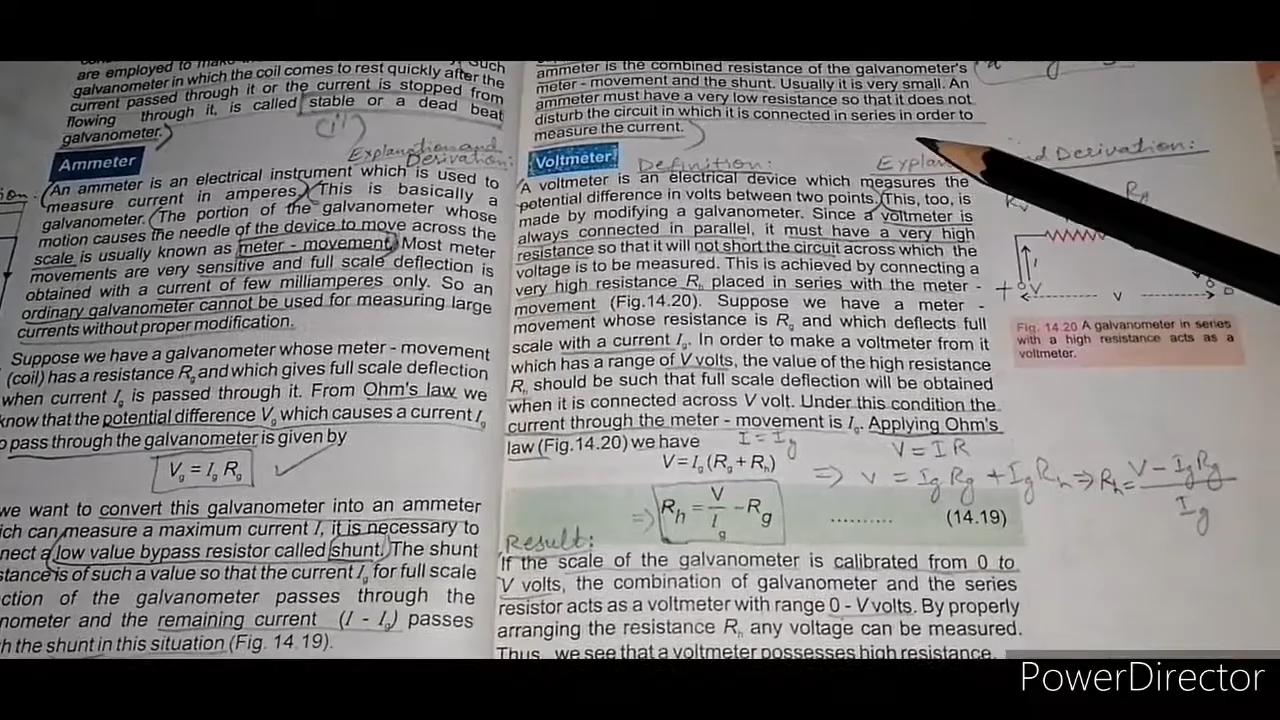 are employed to make
Such
galvanometer in which the coil comes to rest quickly after the
current passed through it or the current is stopped from
flowing through it, is called stable or a dead beat
galvanometer.
(i)
Explanation and
Derivation:
Ammeter
An ammeter is an electrical instrument which is used to
measure current in amperes. This is basically a
galvanometer. The portion of the galvanometer whose
motion causes the needle of the device to move across the
scale is usually known as meter - movement. Most meter
movements are very sensitive and full scale deflection is
obtained with a current of few milliamperes only. So an
ordinary galvanometer cannot be used for measuring large
currents without proper modification.
Suppose we have a galvanometer whose meter - movement
(coil) has a resistance Rg and which gives full scale deflection
when current Ig is passed through it. From Ohm's law we
know that the potential difference Vg which causes a current Ig
pass through the galvanometer is given by
Vg = Ig Rg
we want to convert this galvanometer into an ammeter
can measure a maximum current I, it is necessary to
low value bypass resistor called shunt. The shunt
is of such a value so that the current Ig for full scale
of the galvanometer passes through the
and the remaining current (I - Ig) passes
the shunt in this situation (Fig. 14.19).
ammeter is the combined resistance of the galvanometer's
meter - movement and the shunt. Usually it is very small. An
ammeter must have a very low resistance so that it does not
disturb the circuit in which it is connected in series in order to
measure the current.
Voltmeter Definition:
A voltmeter is an electrical device which measures the
potential difference in volts between two points. This, too, is
made by modifying a galvanometer. Since a voltmeter is
always connected in parallel, it must have a very high
resistance so that it will not short the circuit across which the
voltage is to be measured. This is achieved by connecting a
very high resistance Rh placed in series with the meter -
movement (Fig.14.20). Suppose we have a meter -
movement whose resistance is Rg and which deflects full
scale with a current Ig. In order to make a voltmeter from it
which has a range of V volts, the value of the high resistance
Rh should be such that full scale deflection will be obtained
when it is connected across V volt. Under this condition the
current through the meter - movement is Ig. Applying Ohm's
law (Fig.14.20) we have I = Ig V = IR
V = Ig (Rg + Rh)
⇒ V = IgRg + IgRh ⇒ Rh = V - IgRg / Ig
⇒ Rh = V / Ig - Rg .......... (14.19)
Result:
If the scale of the galvanometer is calibrated from 0 to
V volts, the combination of galvanometer and the series
resistor acts as a voltmeter with range 0 - V volts. By properly
arranging the resistance Rh any voltage can be measured.
Thus, we see that a voltmeter possesses high resistance.
and Derivation:
I
+ V
V
Fig. 14.20 A galvanometer in series
with a high resistance acts as a
voltmeter.
PowerDirector